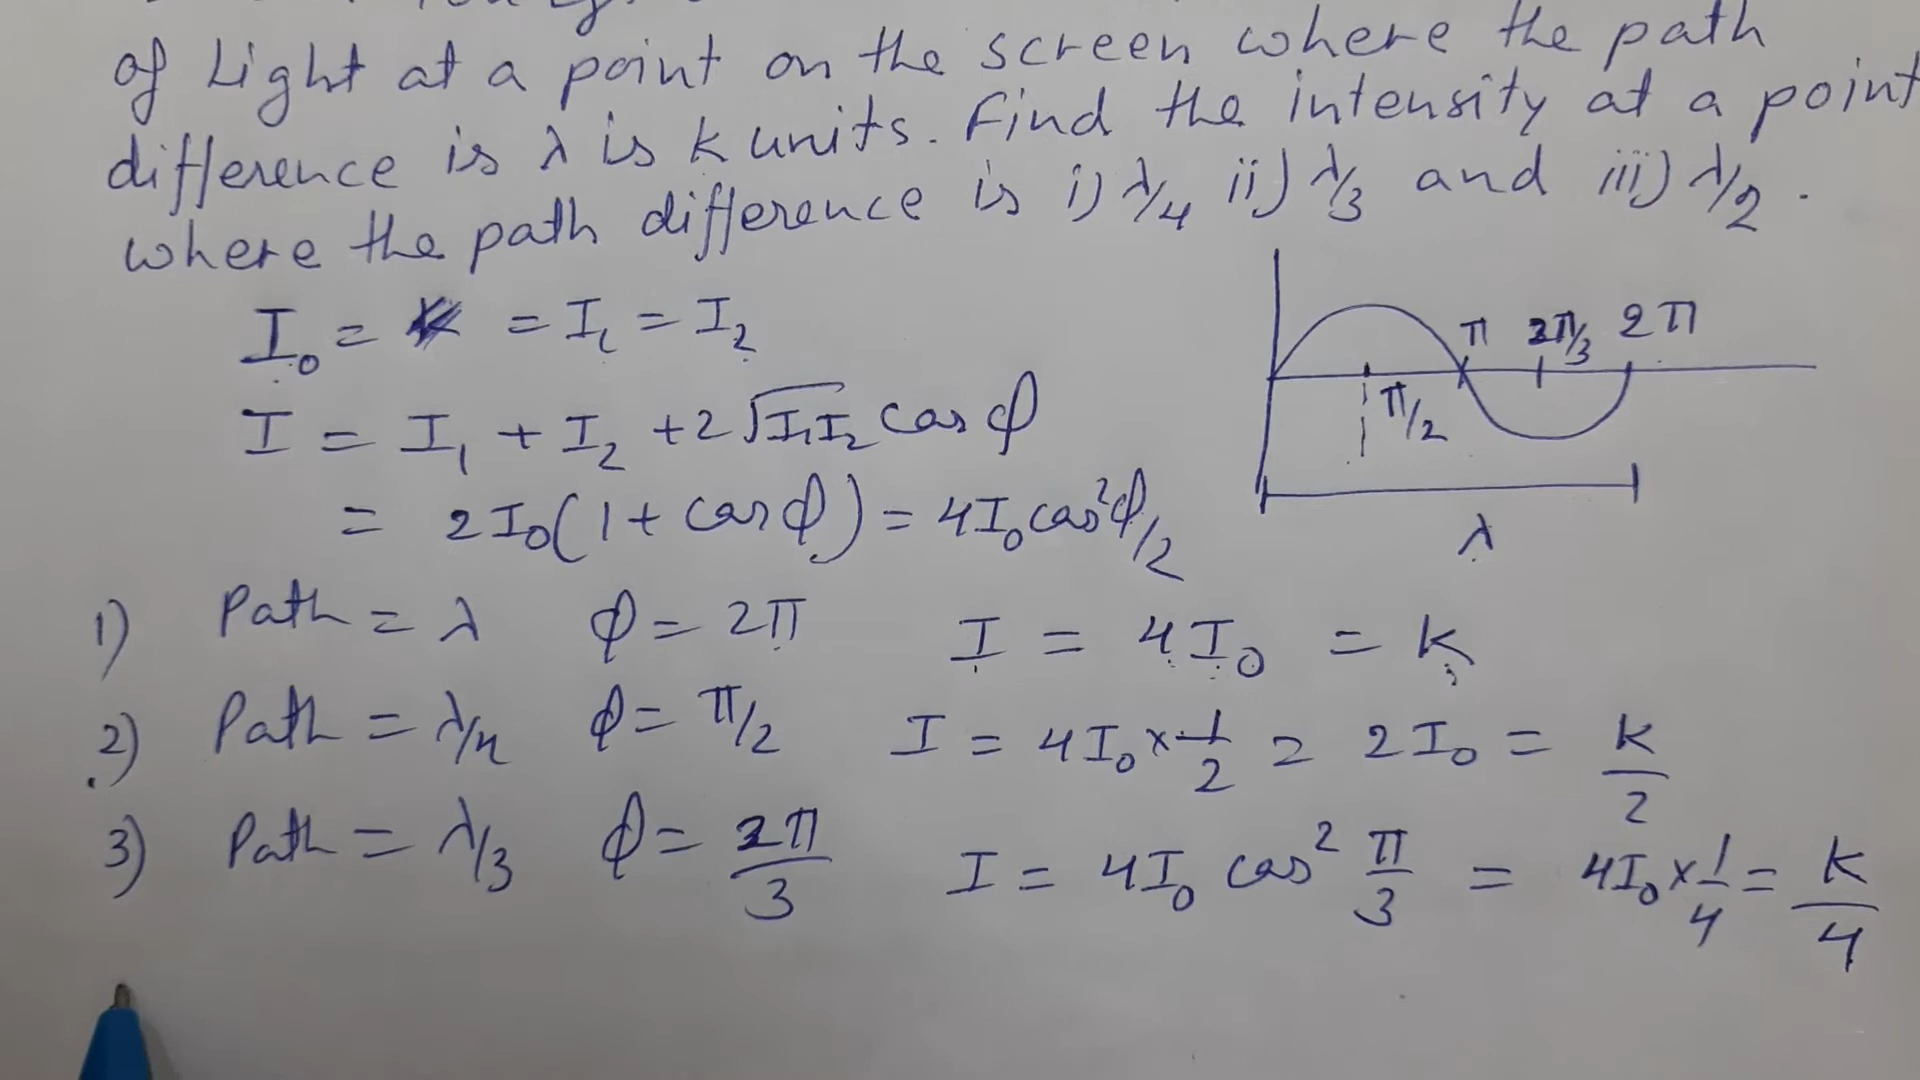 of Light at a point on the screen where the path
difference is λ is K units. Find the intensity at a point
where the path difference is i) λ/4 ii) λ/3 and iii) λ/2 .
I₀ = K = I₁ = I₂
π 2π/3 2π
π/2
λ
I = I₁ + I₂ + 2√I₁I₂ cos φ
= 2I₀(1 + cos φ) = 4I₀ cos² φ/2
1) Path = λ φ = 2π I = 4I₀ = K
2) Path = λ/4 φ = π/2 I = 4I₀ × 1/2 = 2I₀ = K/2
3) Path = λ/3 φ = 2π/3 I = 4I₀ cos² π/3 = 4I₀ × 1/4 = K/4